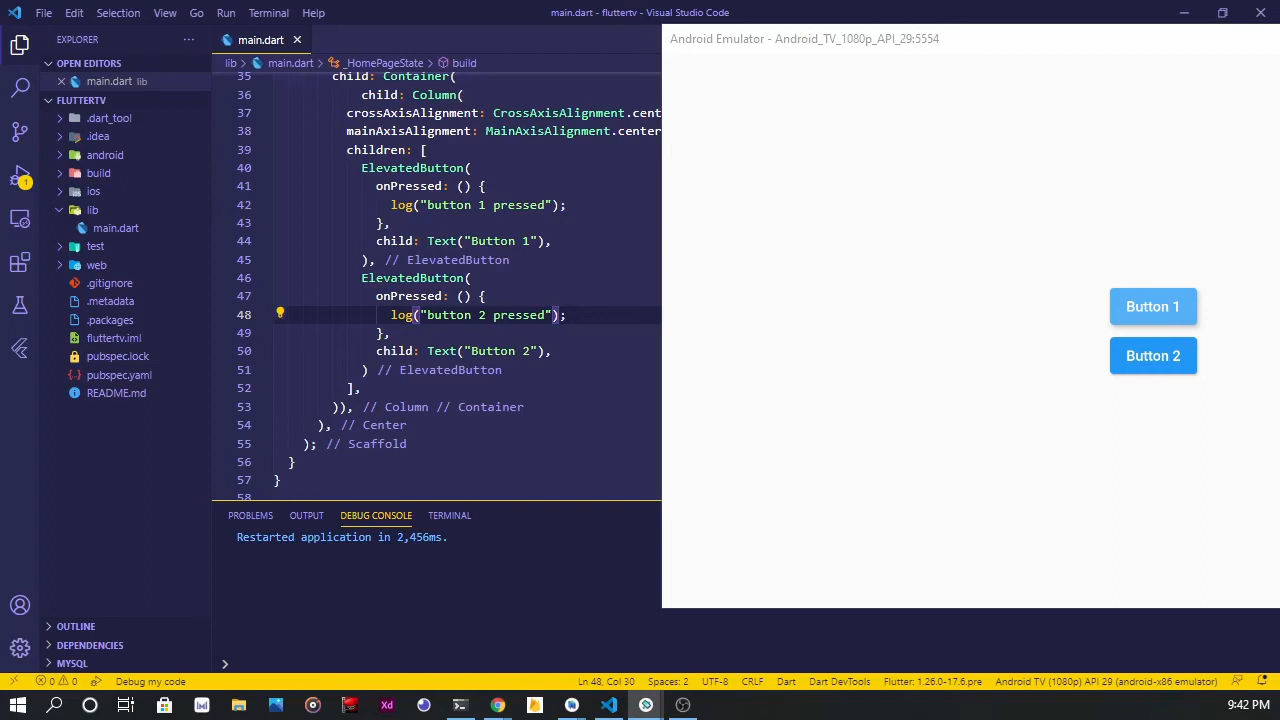 File Edit Selection View Go Run Terminal Help
main.dart - fluttertv - Visual Studio Code
EXPLORER
OPEN EDITORS
main.dart lib
FLUTTERTV
.dart_tool
.idea
android
build
ios
lib
main.dart
test
web
.gitignore
.metadata
.packages
fluttertv.iml
pubspec.lock
pubspec.yaml
README.md
OUTLINE
DEPENDENCIES
MYSQL
1
main.dart
lib > main.dart > _HomePageState > build
35 child: Container(
36 child: Column(
37 crossAxisAlignment: CrossAxisAlignment.cent
38 mainAxisAlignment: MainAxisAlignment.center
39 children: [
40 ElevatedButton(
41 onPressed: () {
42 log("button 1 pressed");
43 },
44 child: Text("Button 1"),
45 ), // ElevatedButton
46 ElevatedButton(
47 onPressed: () {
48 log("button 2 pressed");
49 },
50 child: Text("Button 2"),
51 ) // ElevatedButton
52 ],
53 )), // Column // Container
54 ), // Center
55 ); // Scaffold
56 }
57 }
58
PROBLEMS OUTPUT DEBUG CONSOLE TERMINAL
Restarted application in 2,456ms.
Android Emulator - Android_TV_1080p_API_29:5554
Button 1
Button 2
0 0 Debug my code
Ln 48, Col 30 Spaces: 2 UTF-8 CRLF Dart Dart DevTools Flutter: 1.26.0-17.6.pre Android TV (1080p) API 29 (android-x86 emulator)
Xd
9:42 PM